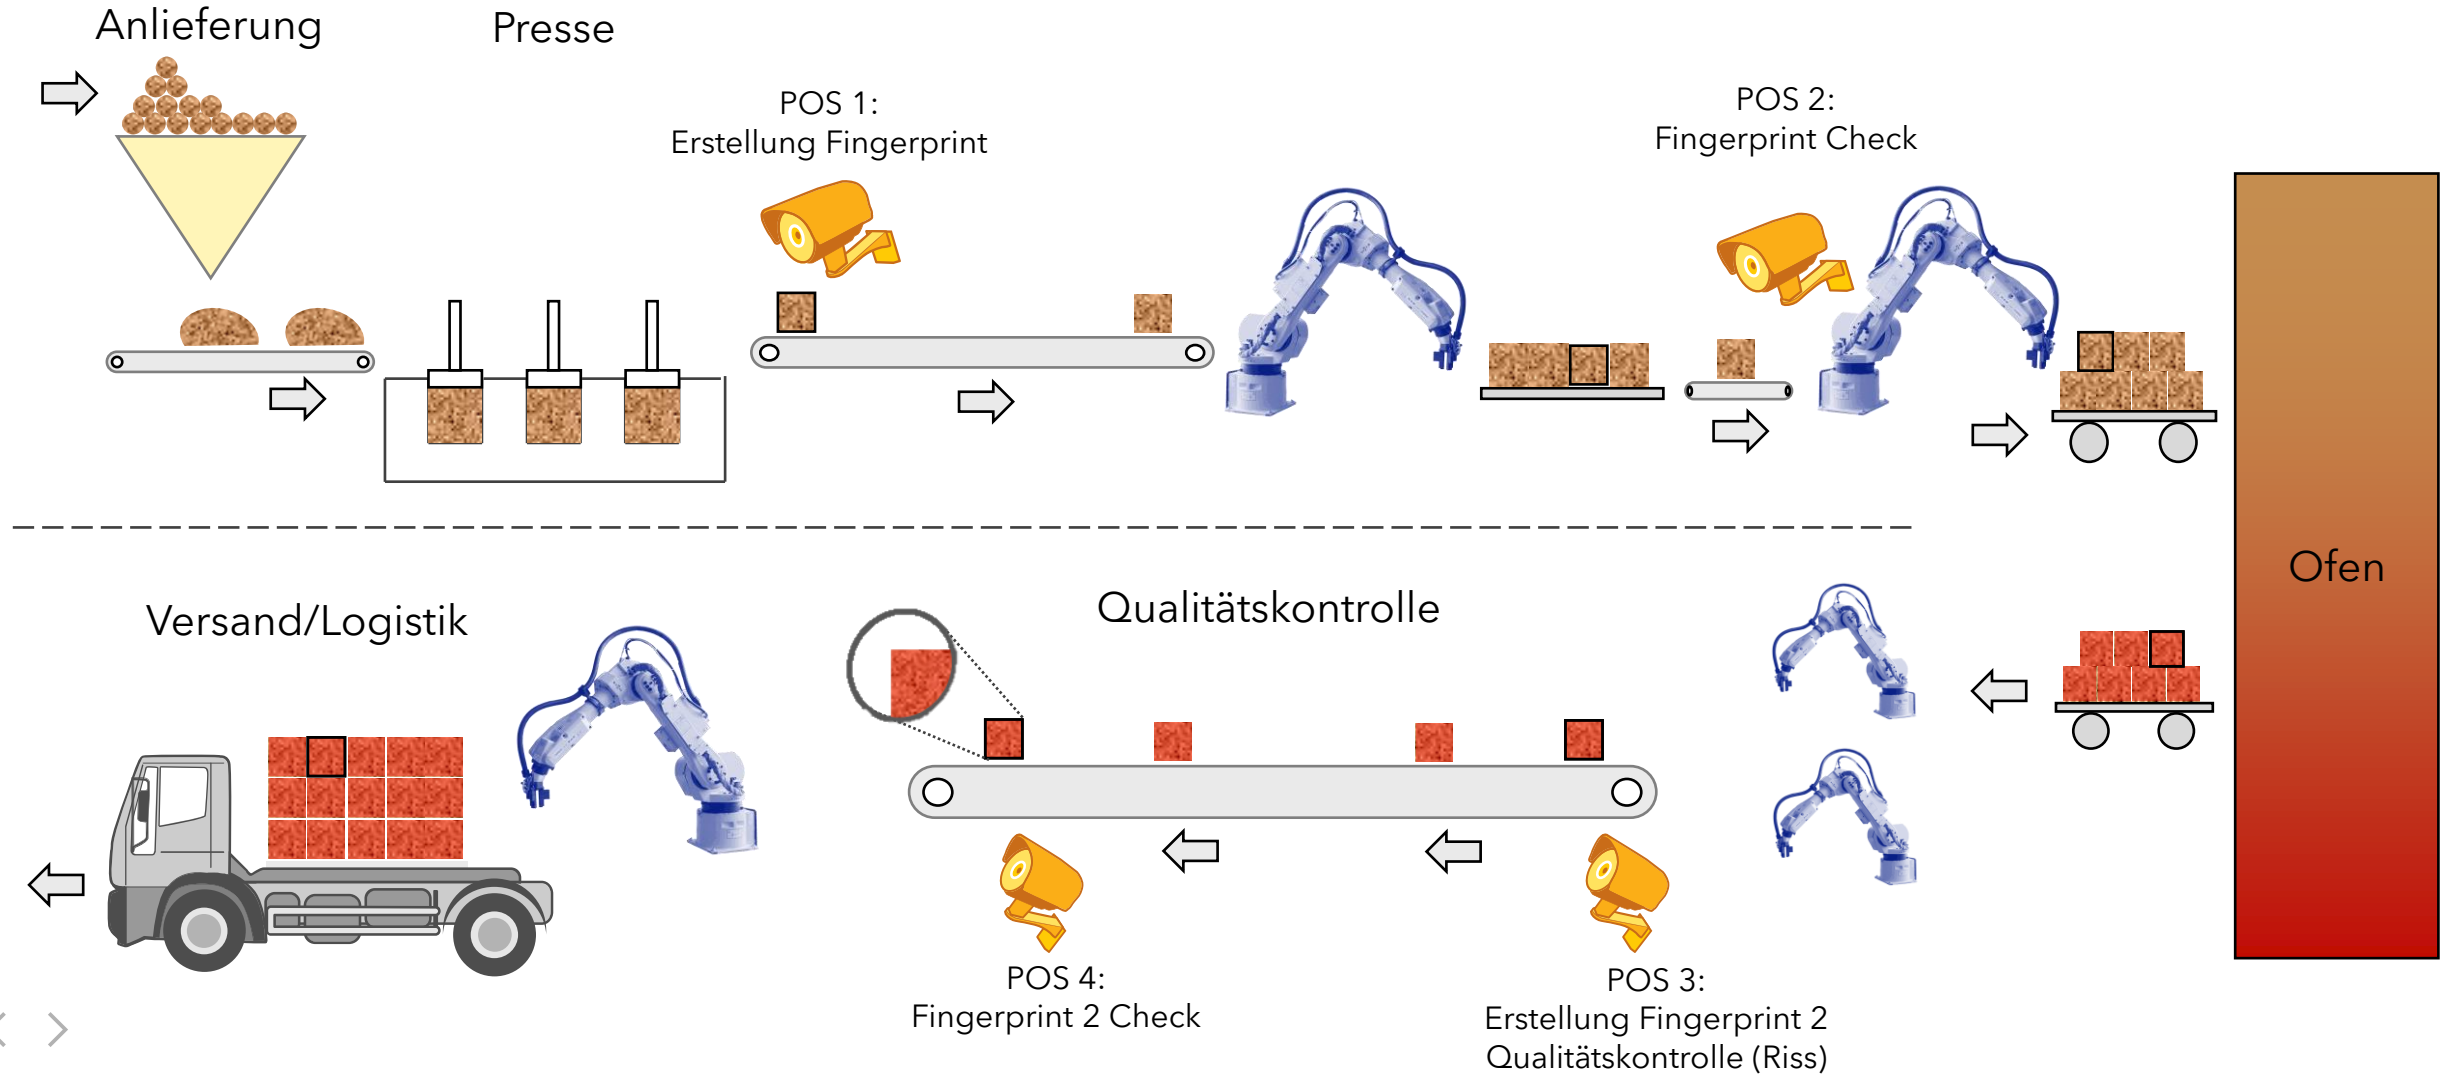 Anlieferung
Presse
POS 1:
Erstellung Fingerprint
POS 2:
Fingerprint Check
Ofen
Versand/Logistik
Qualitätskontrolle
POS 4:
Fingerprint 2 Check
POS 3:
Erstellung Fingerprint 2
Qualitätskontrolle (Riss)